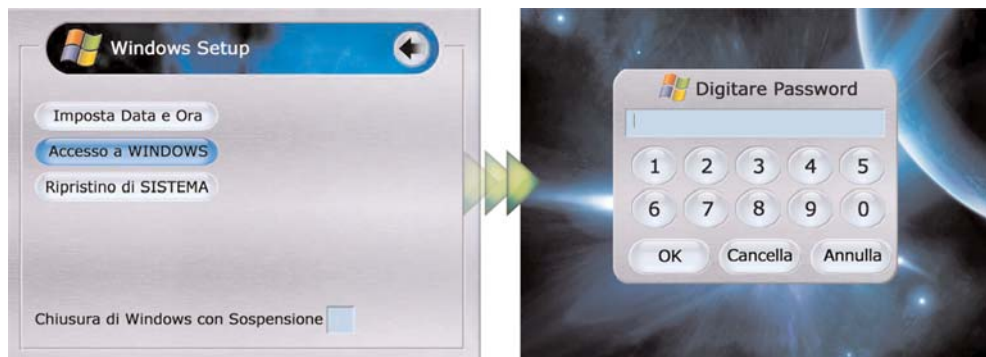 Windows Setup
Imposta Data e Ora
Accesso a WINDOWS
Ripristino di SISTEMA
Chiusura di Windows con Sospensione
Digitare Password
1 2 3 4 5
6 7 8 9 0
OK Cancella Annulla